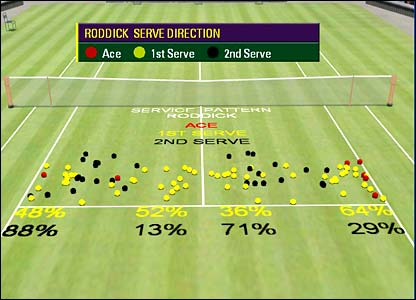 RODDICK SERVE DIRECTION
Ace 1st Serve 2nd Serve
SERVICE PATTERN
RODDICK
ACE
1ST SERVE
2ND SERVE
48% 52% 36% 64%
88% 13% 71% 29%